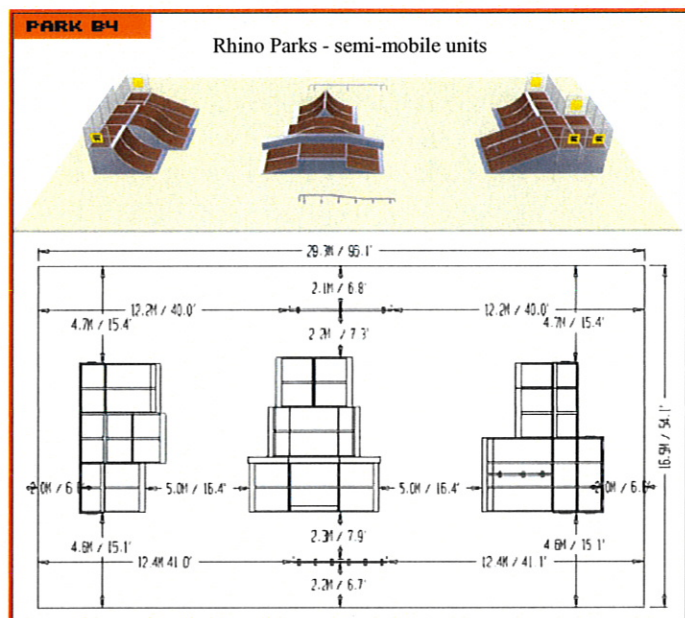 PARK B4
Rhino Parks - semi-mobile units
29.3M / 95.1'
2.1M / 6.8'
12.2M / 40.0'
12.2M / 40.0'
4.7M / 15.4'
4.7M / 15.4'
2.2M / 7.3'
16.9M / 54.1'
5.0M / 16.4'
5.0M / 16.4'
2.3M / 7.9'
4.6M / 15.1'
4.6M / 15.1'
12.4M 41.0'
12.4M / 41.1'
2.2M / 6.7'